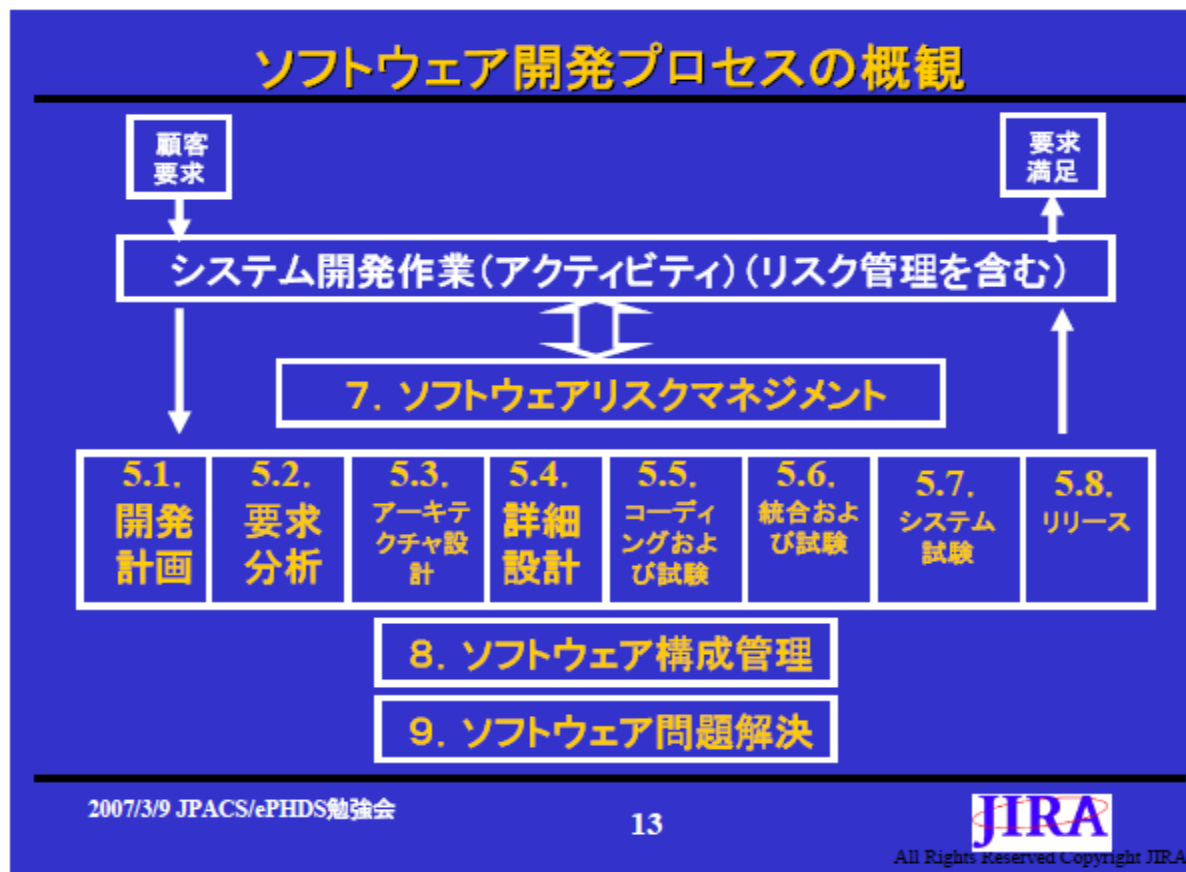 ソフトウェア開発プロセスの概観
顧客
要求
要求
満足
システム開発作業(アクティビティ)(リスク管理を含む)
７．ソフトウェアリスクマネジメント
5.1.
開発
計画
5.2.
要求
分析
5.3.
アーキテ
クチャ設
計
5.4.
詳細
設計
5.5.
コーディ
ングおよ
び試験
5.6.
統合およ
び試験
5.7.
システム
試験
5.8.
リリース
８．ソフトウェア構成管理
９．ソフトウェア問題解決
2007/3/9 JPACS/ePHDS勉強会
13
JIRA
All Rights Reserved Copyright JIRA